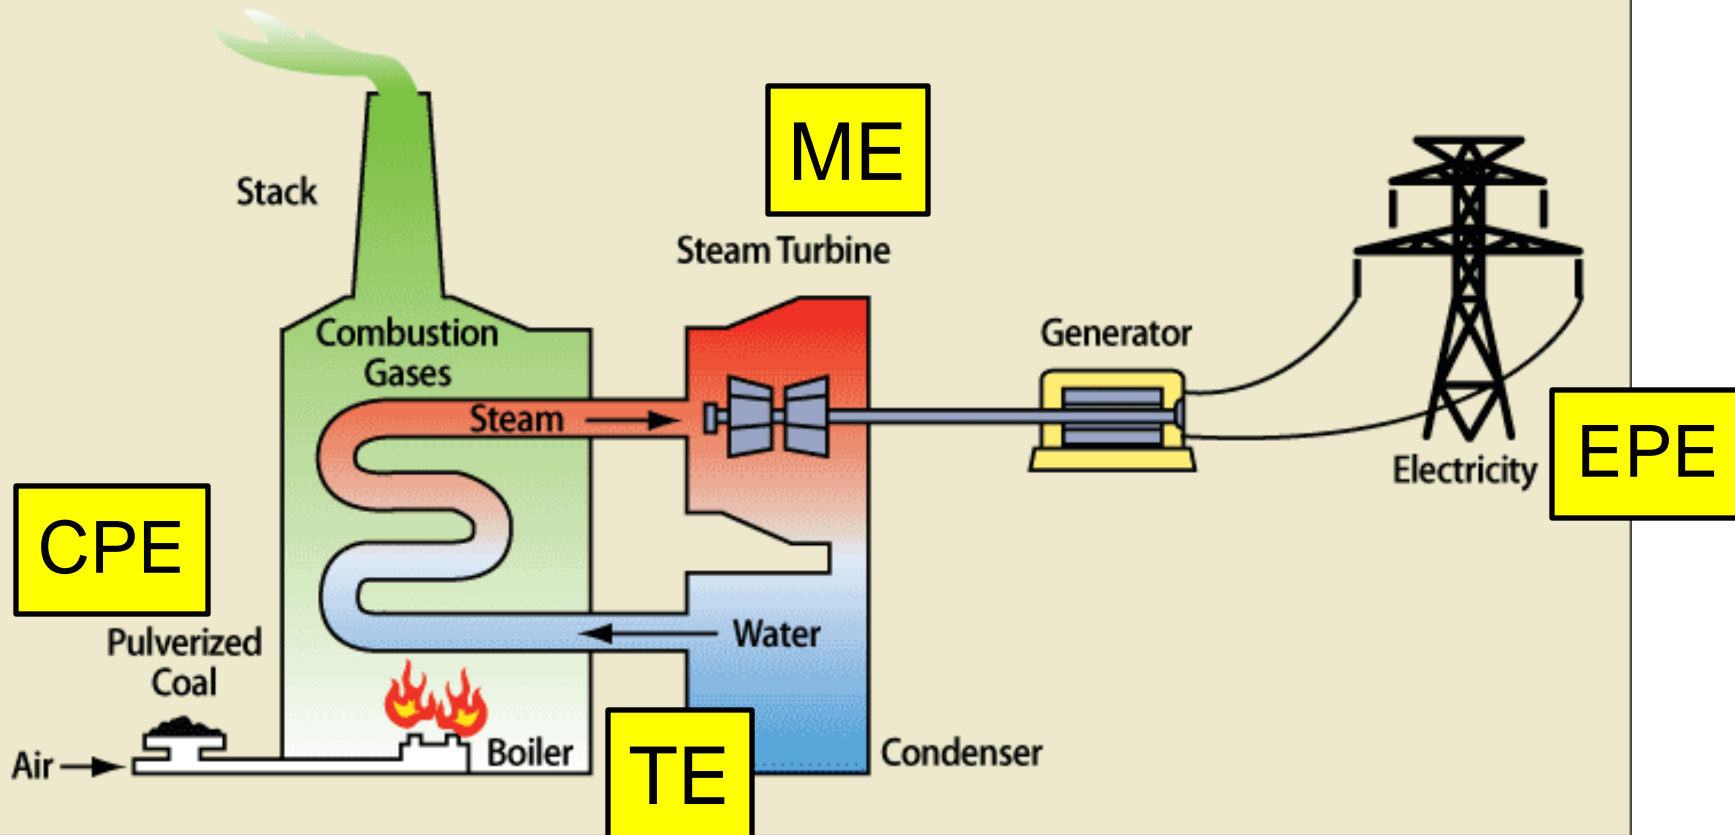 ME
Stack
Steam Turbine
Combustion
Gases
Generator
Steam
Electricity
EPE
CPE
Pulverized
Coal
Water
Air
Boiler
TE
Condenser